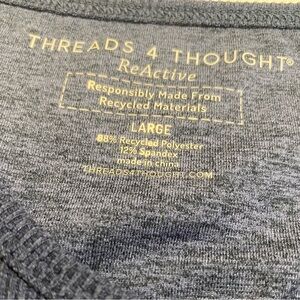 THREADS 4 THOUGHT®
ReActive
Responsibly Made From
Recycled Materials
LARGE
88% Recycled Polyester
12% Spandex
made in china
THREADS4THOUGHT.COM